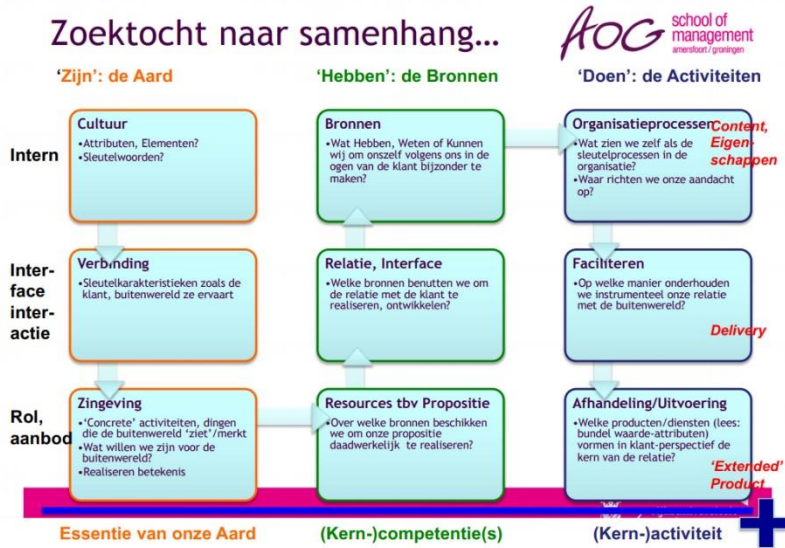 Zoektocht naar samenhang…
AOG school of
management
amersfoort / groningen
‘Zijn’: de Aard
‘Hebben’: de Bronnen
‘Doen’: de Activiteiten
Intern
Cultuur
•Attributen, Elementen?
•Sleutelwoorden?
Bronnen
•Wat Hebben, Weten of Kunnen
wij om onszelf volgens ons in de
ogen van de klant bijzonder te
maken?
Organisatieprocessen
•Wat zien we zelf als de
sleutelprocessen in de
organisatie?
•Waar richten we onze aandacht
op?
Content,
Eigen-
schappen
Inter-
face
inter-
actie
Verbinding
•Sleutelkarakteristieken zoals de
klant, buitenwereld ze ervaart
Relatie, Interface
•Welke bronnen benutten we om
de relatie met de klant te
realiseren, ontwikkelen?
Faciliteren
•Op welke manier onderhouden
we instrumenteel onze relatie
met de buitenwereld?
Delivery
Rol,
aanbod
Zingeving
•‘Concrete’ activiteiten, dingen
die de buitenwereld ‘ziet’/merkt
•Wat willen we zijn voor de
buitenwereld?
•Realiseren betekenis
Resources tbv Propositie
•Over welke bronnen beschikken
we om onze propositie
daadwerkelijk te realiseren?
Afhandeling/Uitvoering
•Welke producten/diensten (lees:
bundel waarde-attributen)
vormen in klant-perspectief de
kern van de relatie?
‘Extended’
Product
Essentie van onze Aard
(Kern-)competentie(s)
(Kern-)activiteit